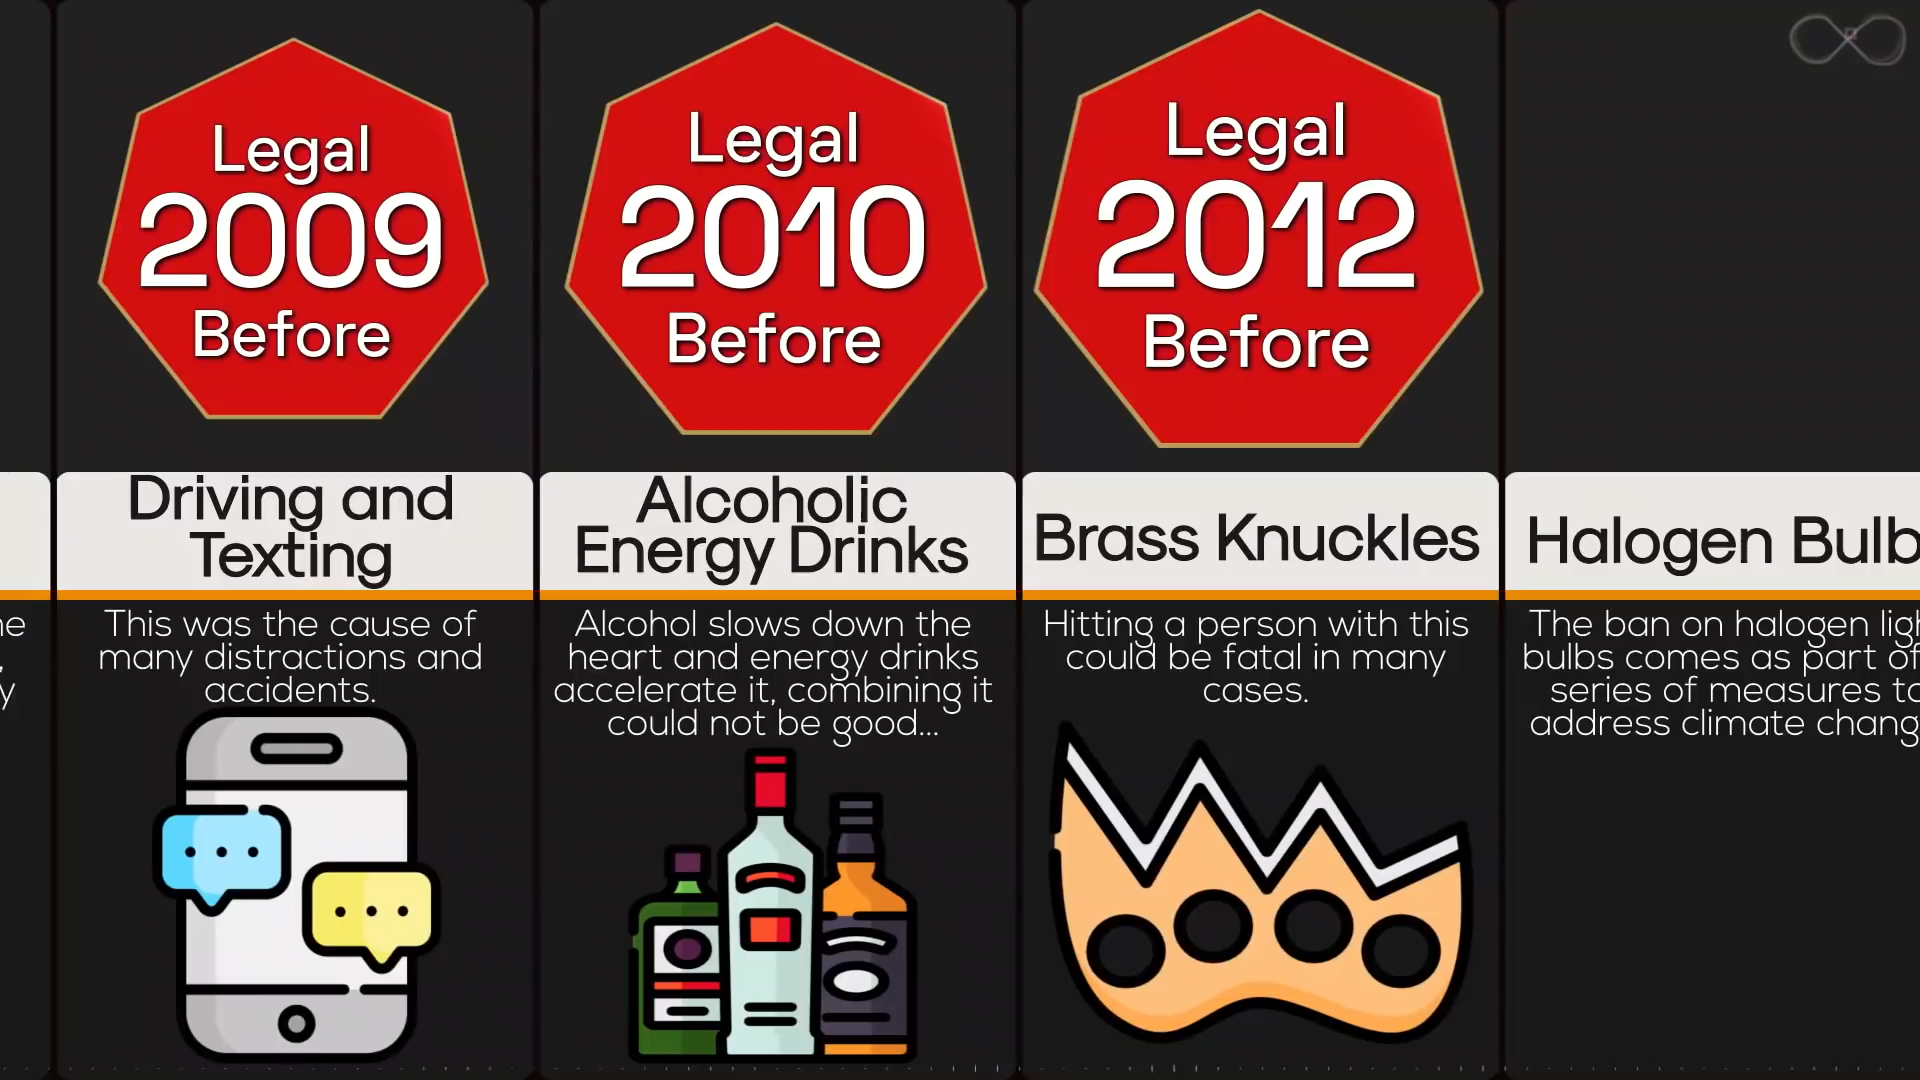 Legal
2009
Before
Driving and
Texting
This was the cause of
many distractions and
accidents.
Legal
2010
Before
Alcoholic
Energy Drinks
Alcohol slows down the
heart and energy drinks
accelerate it, combining it
could not be good...
Legal
2012
Before
Brass Knuckles
Hitting a person with this
could be fatal in many
cases.
Halogen Bulb
The ban on halogen
bulbs comes as part of
series of measures
address climate